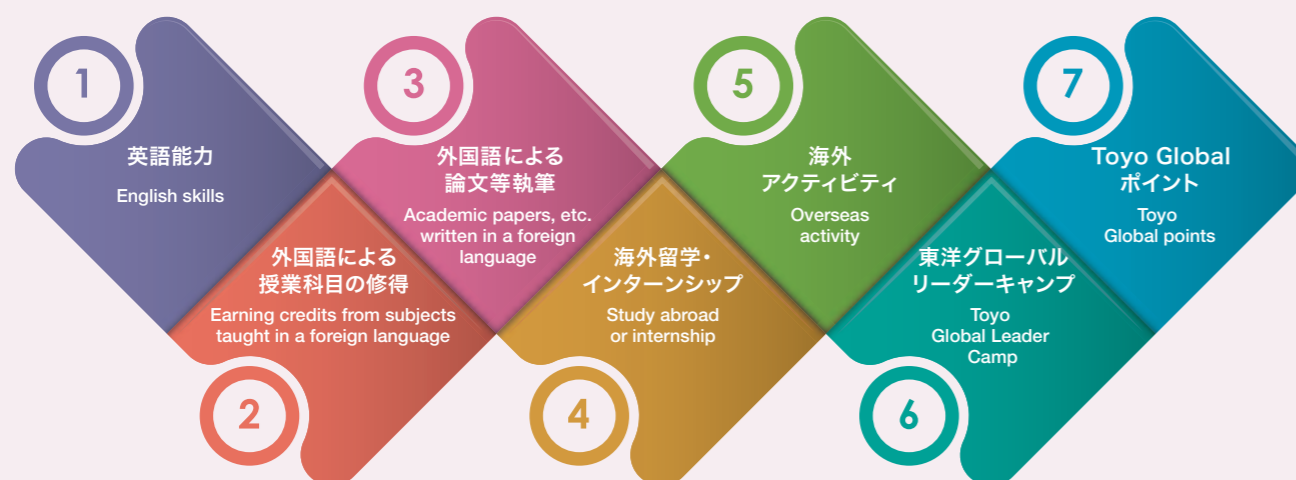 1
英語能力
English skills
2
外国語による
授業科目の修得
Earning credits from subjects
taught in a foreign language
3
外国語による
論文等執筆
Academic papers, etc.
written in a foreign
language
4
海外留学・
インターンシップ
Study abroad
or internship
5
海外
アクティビティ
Overseas
activity
6
東洋グローバル
リーダーキャンプ
Toyo
Global Leader
Camp
7
Toyo Global
ポイント
Toyo
Global points